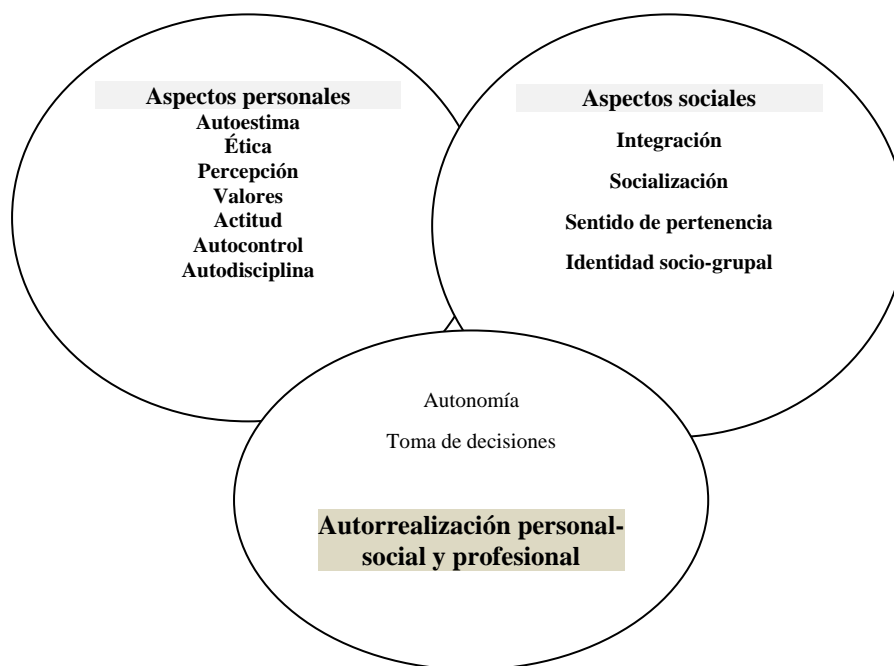 Aspectos personales
Autoestima
Ética
Percepción
Valores
Actitud
Autocontrol
Autodisciplina
Aspectos sociales
Integración
Socialización
Sentido de pertenencia
Identidad socio-grupal
Autonomía
Toma de decisiones
Autorrealización personal-
social y profesional